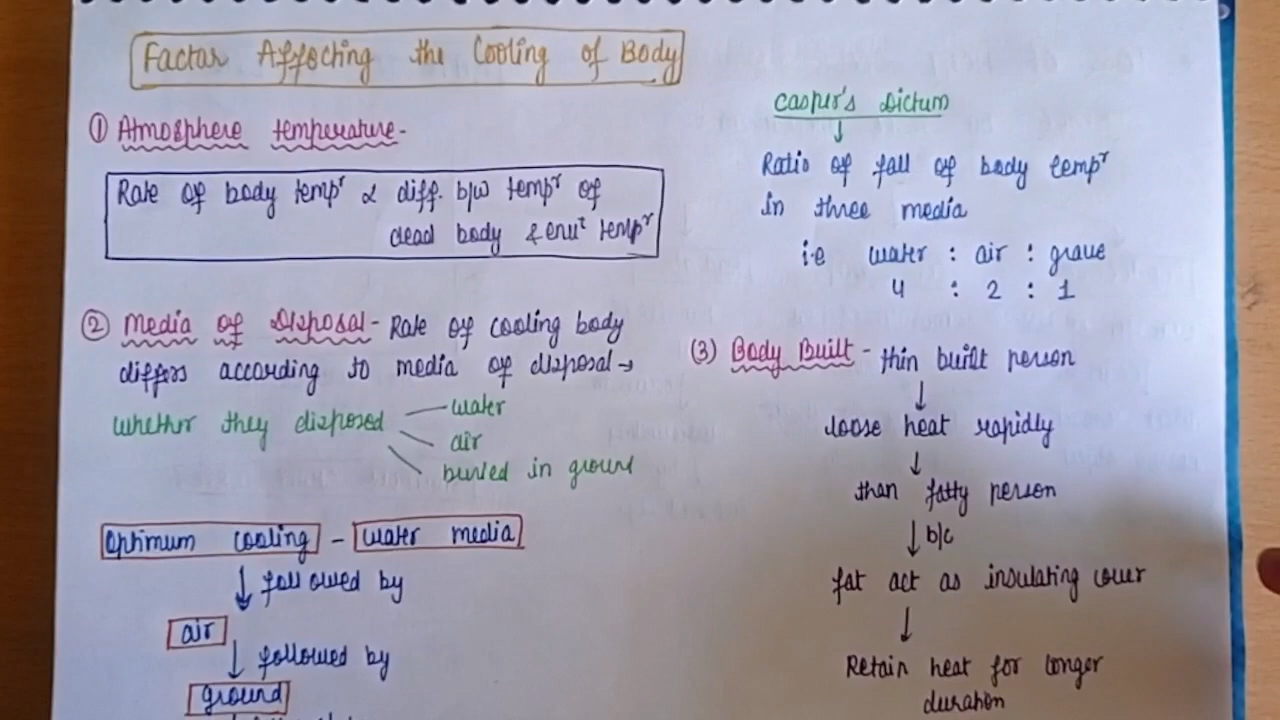 Factor Affecting the Cooling of Body
① Atmosphere temperature-
Rate of body tempr ∝ diff. b/w tempr of
dead body & envt tempr
② Media of Disposal - Rate of cooling body
differs according to media of disposal →
whether they disposed
water
air
buried in ground
Optimum cooling - water media
↓ followed by
air
↓ followed by
ground
Casper's Dictum
↓
Ratio of fall of body tempr
in three media
i.e water : air : grave
4 : 2 : 1
(3) Body Built - thin built person
↓
loose heat rapidly
↓
than fatty person
↓ b/c
fat act as insulating cover
↓
Retain heat for longer
duration